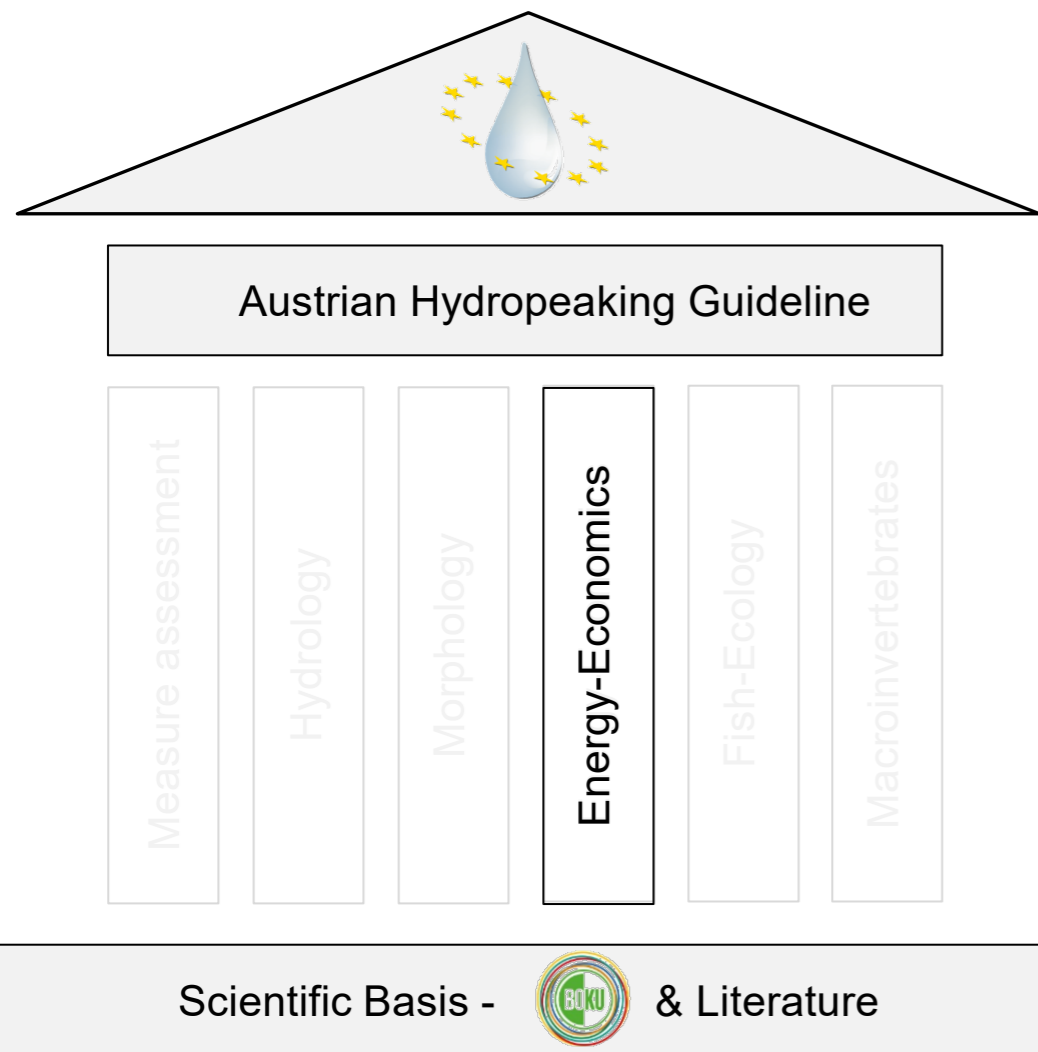 Austrian Hydropeaking Guideline
Measure assessment
Hydrology
Morphology
Energy-Economics
Fish-Ecology
Macroinvertebrates
Scientific Basis - BOKU & Literature